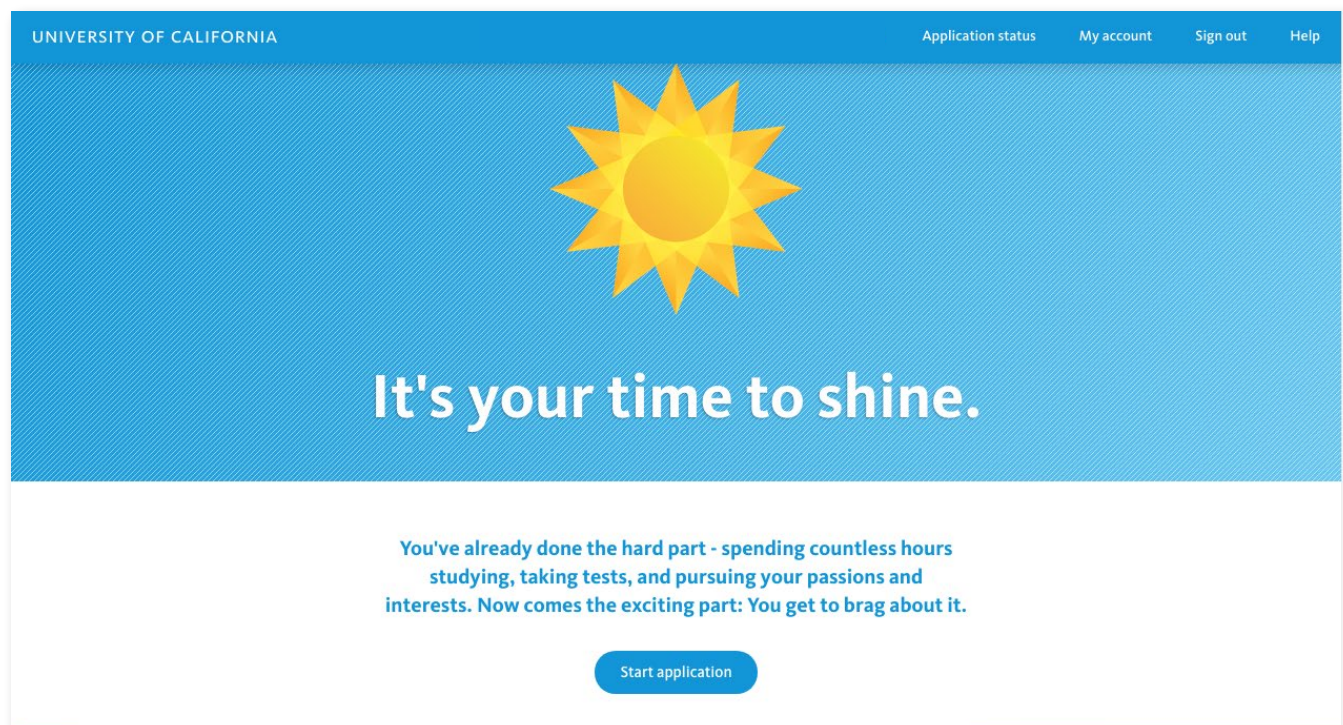 UNIVERSITY OF CALIFORNIA
Application status
My account
Sign out
Help
It's your time to shine.
You've already done the hard part - spending countless hours
studying, taking tests, and pursuing your passions and
interests. Now comes the exciting part: You get to brag about it.
Start application